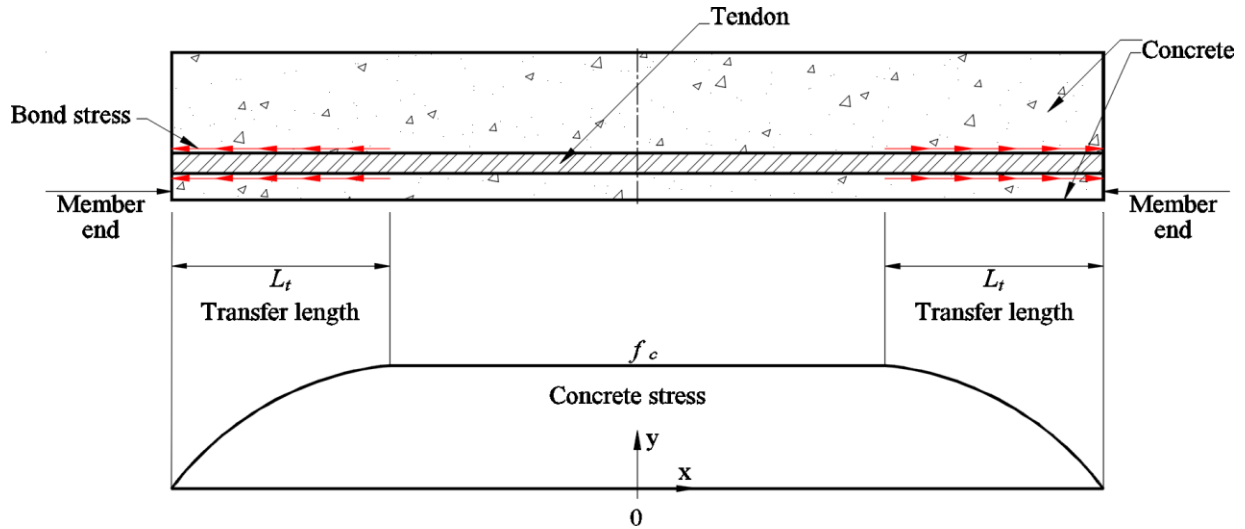 Tendon
Concrete
Bond stress
Member
end
Member
end
L_t
Transfer length
L_t
Transfer length
f_c
Concrete stress
y
x
0